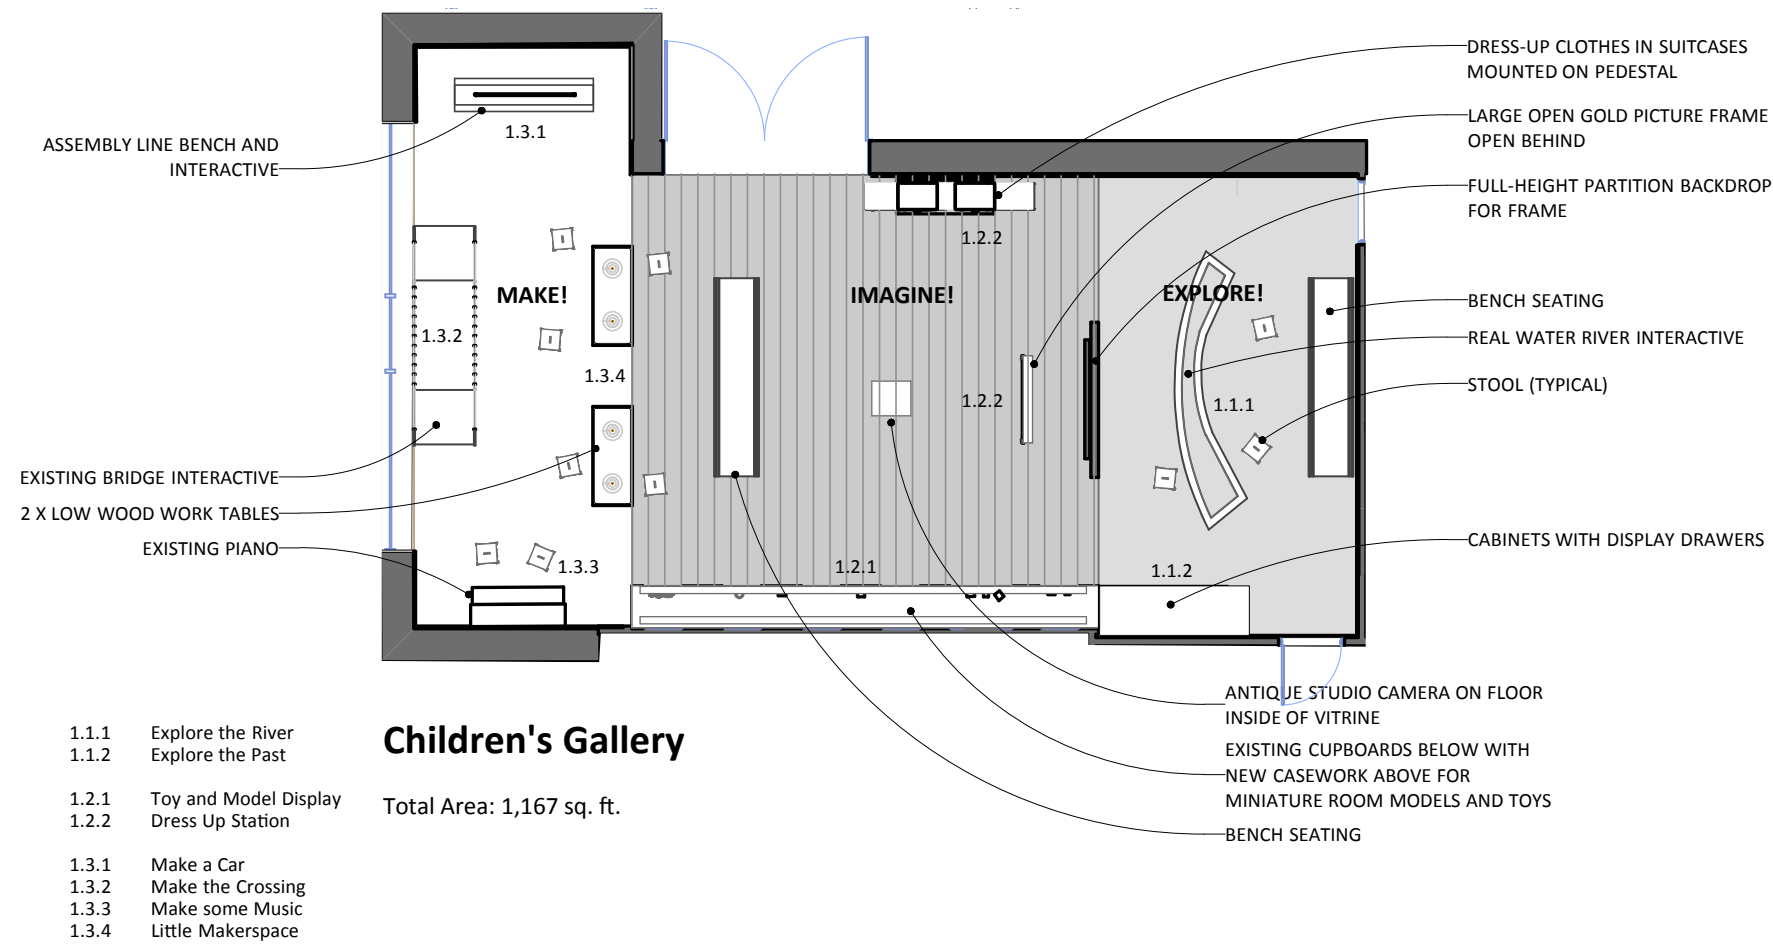 DRESS-UP CLOTHES IN SUITCASES
MOUNTED ON PEDESTAL
LARGE OPEN GOLD PICTURE FRAME
OPEN BEHIND
FULL-HEIGHT PARTITION BACKDROP
FOR FRAME
BENCH SEATING
REAL WATER RIVER INTERACTIVE
STOOL (TYPICAL)
CABINETS WITH DISPLAY DRAWERS
ASSEMBLY LINE BENCH AND
INTERACTIVE
EXISTING BRIDGE INTERACTIVE
2 X LOW WOOD WORK TABLES
EXISTING PIANO
1.3.1
MAKE!
1.3.2
1.3.4
1.3.3
1.2.2
IMAGINE!
1.2.2
1.2.1
EXPLORE!
1.1.1
1.1.2
ANTIQUE STUDIO CAMERA ON FLOOR
INSIDE OF VITRINE
EXISTING CUPBOARDS BELOW WITH
NEW CASEWORK ABOVE FOR
MINIATURE ROOM MODELS AND TOYS
BENCH SEATING
Children's Gallery
Total Area: 1,167 sq. ft.
1.1.1 Explore the River
1.1.2 Explore the Past
1.2.1 Toy and Model Display
1.2.2 Dress Up Station
1.3.1 Make a Car
1.3.2 Make the Crossing
1.3.3 Make some Music
1.3.4 Little Makerspace